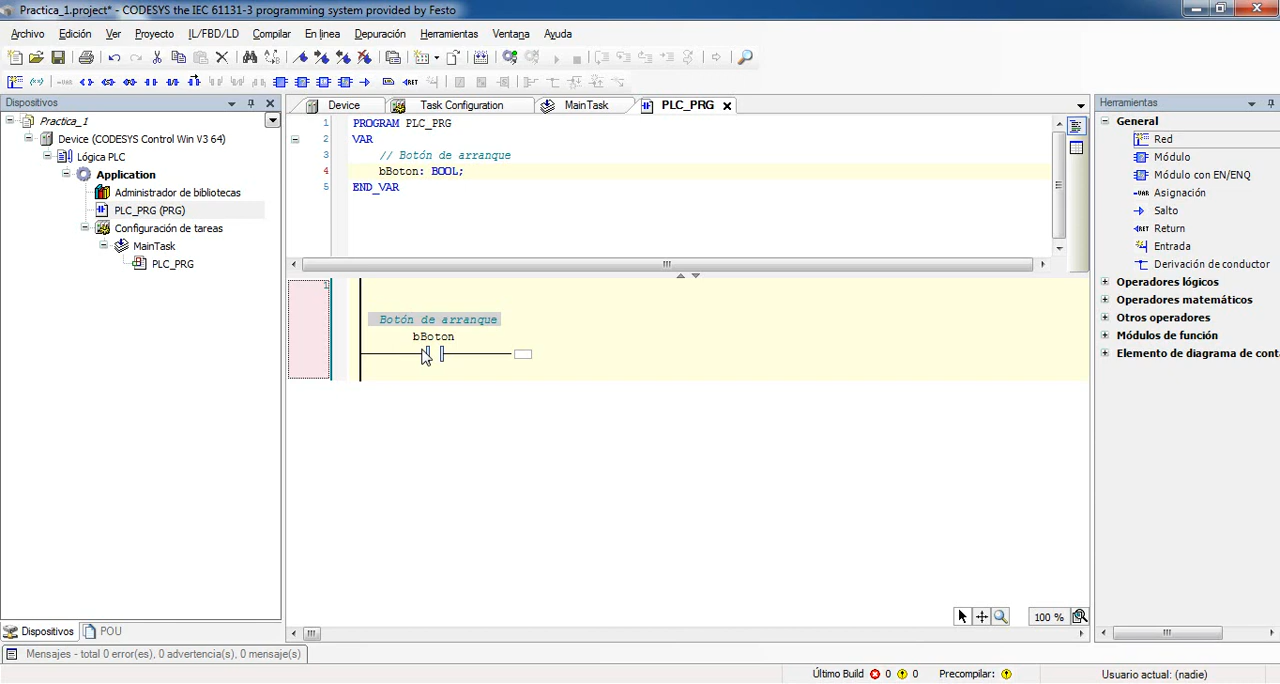 Practica_1.project* - CODESYS the IEC 61131-3 programming system provided by Festo
Archivo Edición Ver Proyecto IL/FBD/LD Compilar En línea Depuración Herramientas Ventana Ayuda
Dispositivos
Practica_1
Device (CODESYS Control Win V3 64)
Lógica PLC
Application
Administrador de bibliotecas
PLC_PRG (PRG)
Configuración de tareas
MainTask
PLC_PRG
Dispositivos POU
Device Task Configuration MainTask PLC_PRG
1 PROGRAM PLC_PRG
2 VAR
3 // Botón de arranque
4 bBoton: BOOL;
5 END_VAR
1
Botón de arranque
bBoton
100 %
Herramientas
General
Red
Módulo
Módulo con EN/ENQ
-VAR Asignación
Salto
‹RET Return
Entrada
Derivación de conductor
Operadores lógicos
Operadores matemáticos
Otros operadores
Módulos de función
Elemento de diagrama de cont
Mensajes - total 0 error(es), 0 advertencia(s), 0 mensaje(s)
Último Build 0 0 Precompilar: Usuario actual: (nadie)